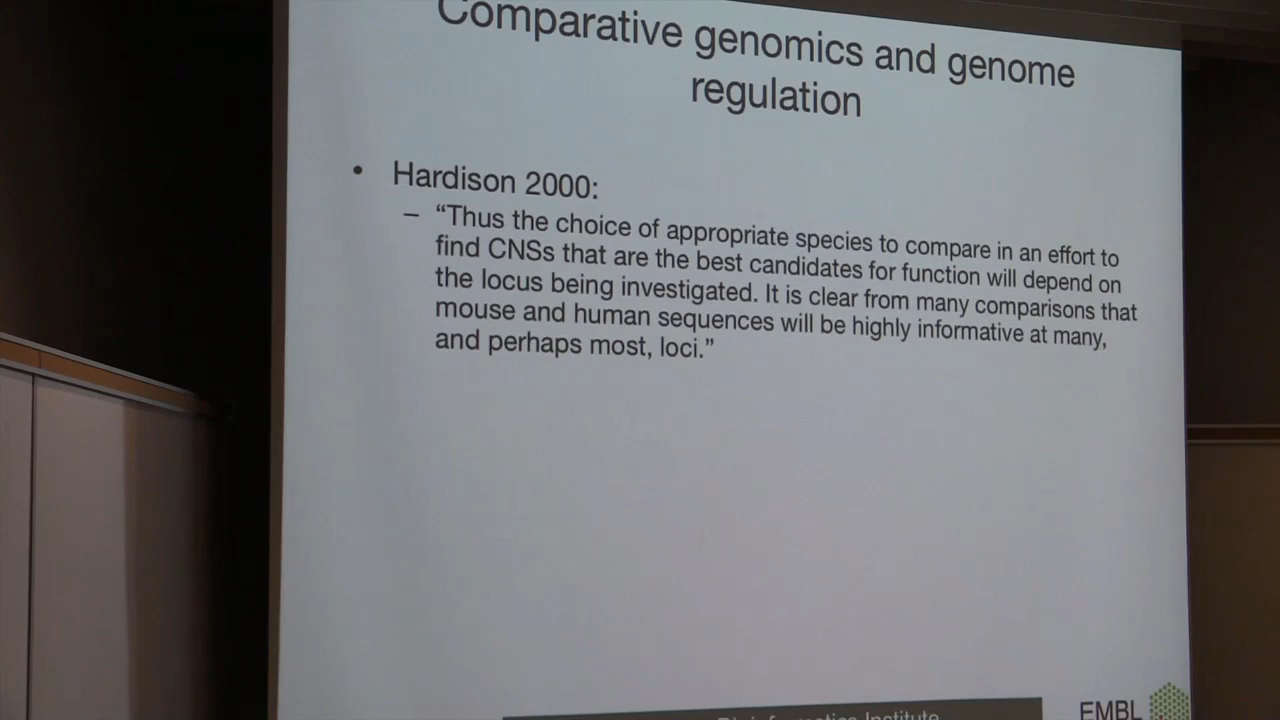 Comparative genomics and genome
regulation
• Hardison 2000:
– “Thus the choice of appropriate species to compare in an effort to
find CNSs that are the best candidates for function will depend on
the locus being investigated. It is clear from many comparisons that
mouse and human sequences will be highly informative at many,
and perhaps most, loci.”
Bioinformatics Institute
EMBL